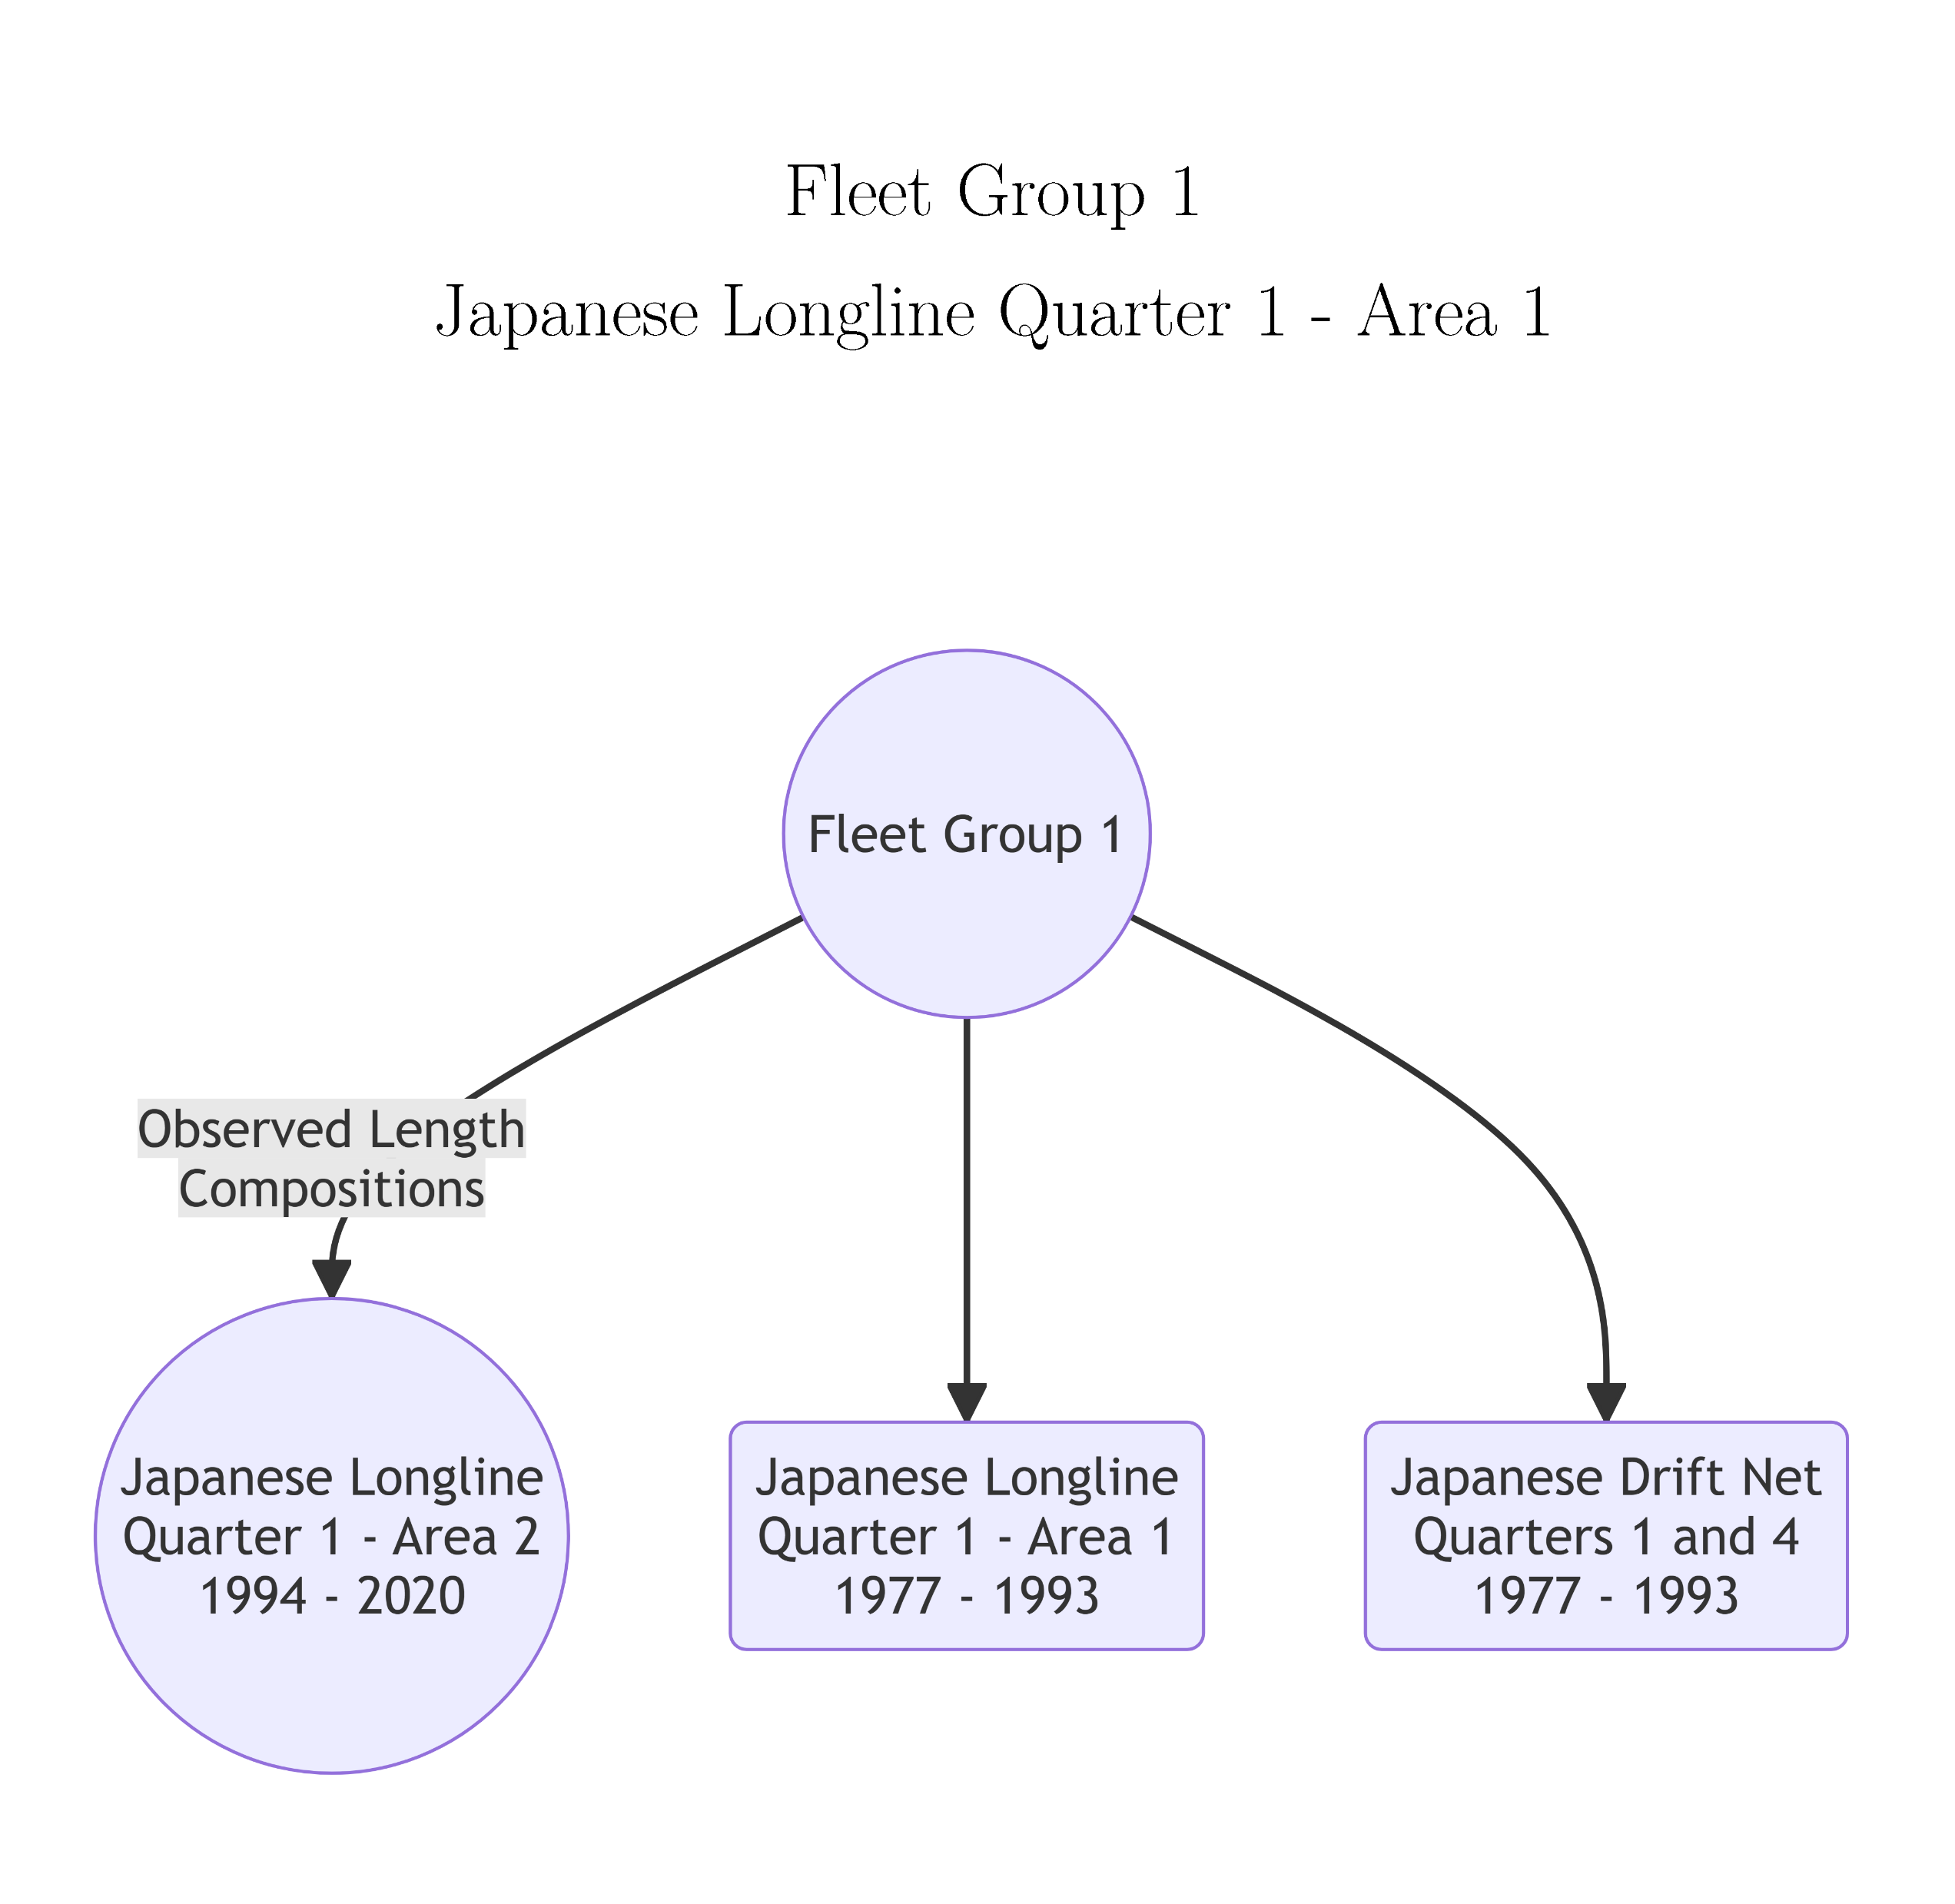 Fleet Group 1
Japanese Longline Quarter 1 - Area 1
Fleet Group 1
Observed Length
Compositions
Japanese Longline
Quarter 1 - Area 2
1994 - 2020
Japanese Longline
Quarter 1 - Area 1
1977 - 1993
Japanese Drift Net
Quarters 1 and 4
1977 - 1993